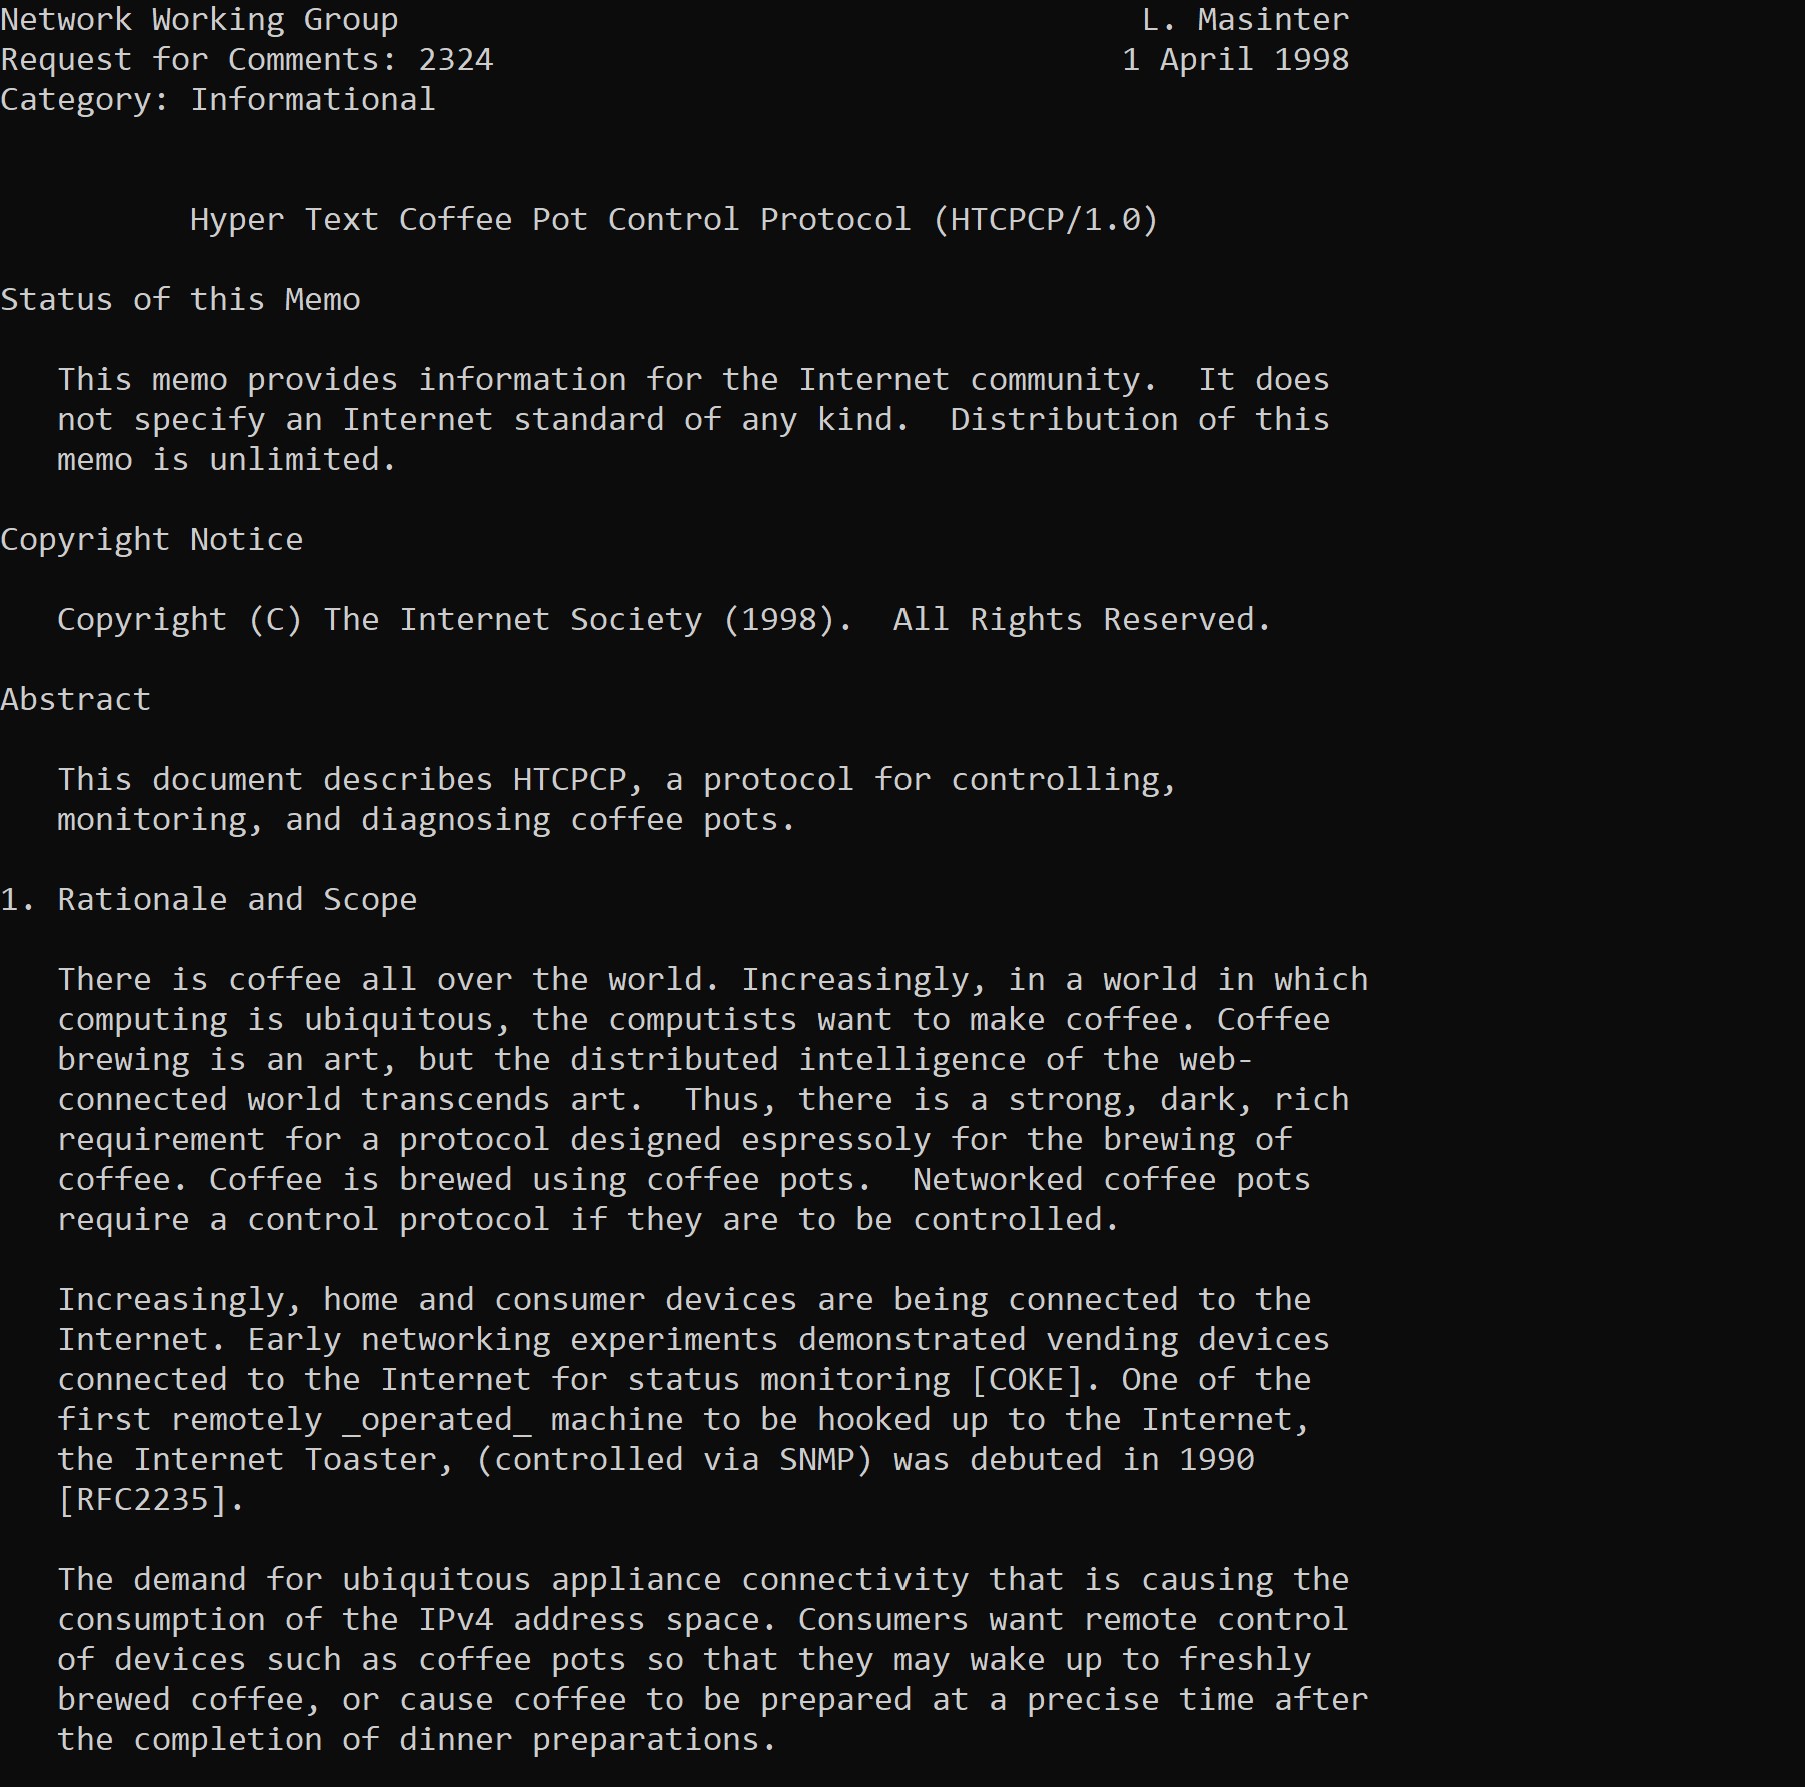 Network Working Group                                       L. Masinter
Request for Comments: 2324                                 1 April 1998
Category: Informational
Hyper Text Coffee Pot Control Protocol (HTCPCP/1.0)
Status of this Memo
This memo provides information for the Internet community.  It does
not specify an Internet standard of any kind.  Distribution of this
memo is unlimited.
Copyright Notice
Copyright (C) The Internet Society (1998).  All Rights Reserved.
Abstract
This document describes HTCPCP, a protocol for controlling,
monitoring, and diagnosing coffee pots.
1. Rationale and Scope
There is coffee all over the world. Increasingly, in a world in which
computing is ubiquitous, the computists want to make coffee. Coffee
brewing is an art, but the distributed intelligence of the web-
connected world transcends art.  Thus, there is a strong, dark, rich
requirement for a protocol designed espressoly for the brewing of
coffee. Coffee is brewed using coffee pots.  Networked coffee pots
require a control protocol if they are to be controlled.
Increasingly, home and consumer devices are being connected to the
Internet. Early networking experiments demonstrated vending devices
connected to the Internet for status monitoring [COKE]. One of the
first remotely _operated_ machine to be hooked up to the Internet,
the Internet Toaster, (controlled via SNMP) was debuted in 1990
[RFC2235].
The demand for ubiquitous appliance connectivity that is causing the
consumption of the IPv4 address space. Consumers want remote control
of devices such as coffee pots so that they may wake up to freshly
brewed coffee, or cause coffee to be prepared at a precise time after
the completion of dinner preparations.